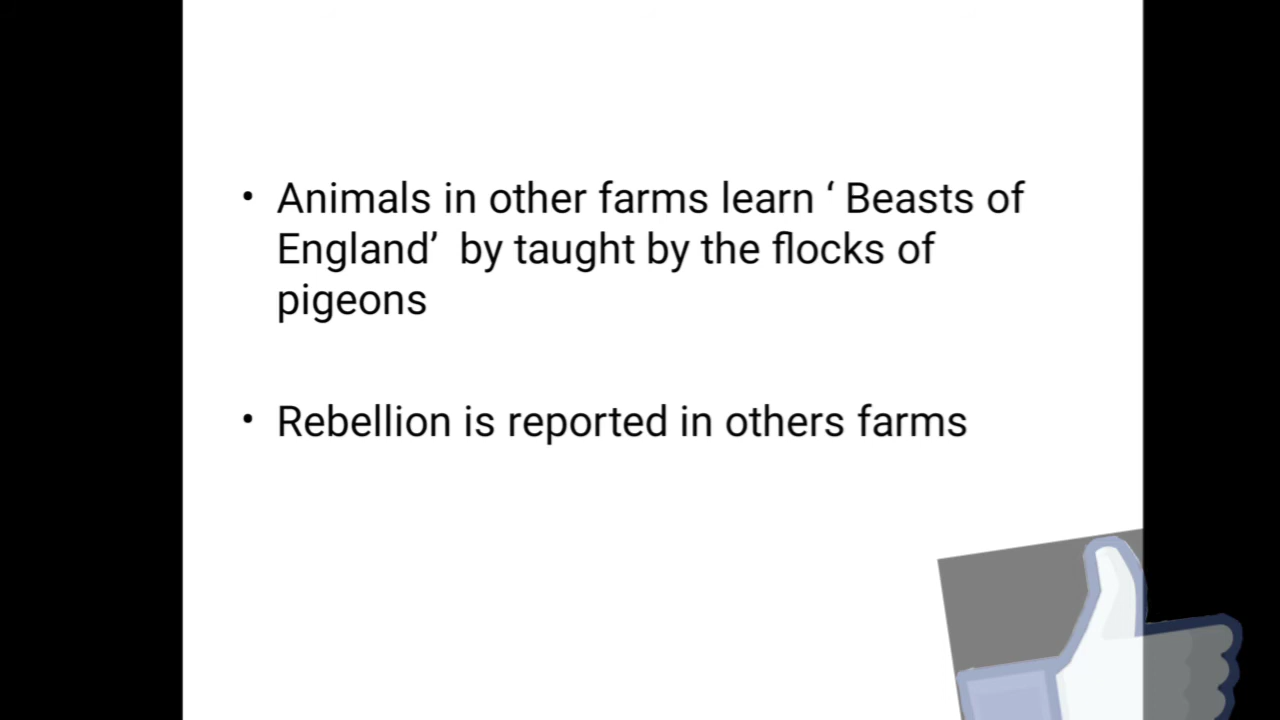 • Animals in other farms learn ‘ Beasts of
England’ by taught by the flocks of
pigeons
• Rebellion is reported in others farms